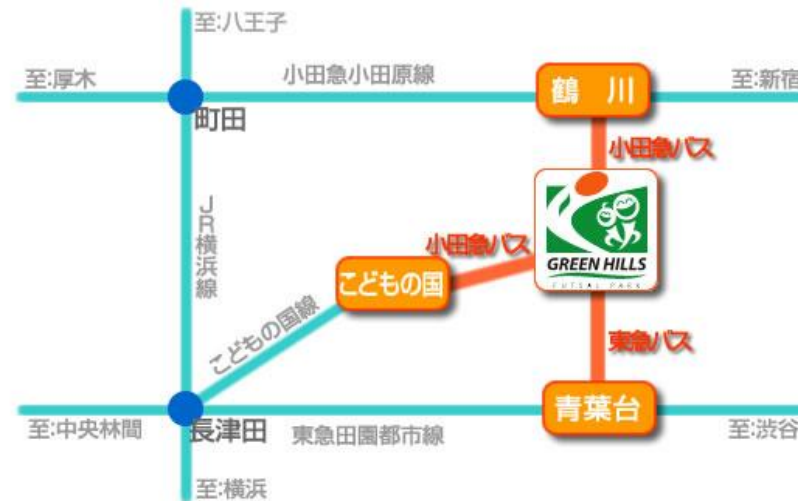 至:八王子
至:厚木
小田急小田原線
鶴 川
至:新宿
町田
小田急バス
JR横浜線
小田急バス
GREEN HILLS
FUTSAL PARK
こどもの国
こどもの国線
東急バス
青葉台
至:中央林間
長津田
東急田園都市線
至:渋谷
至:横浜